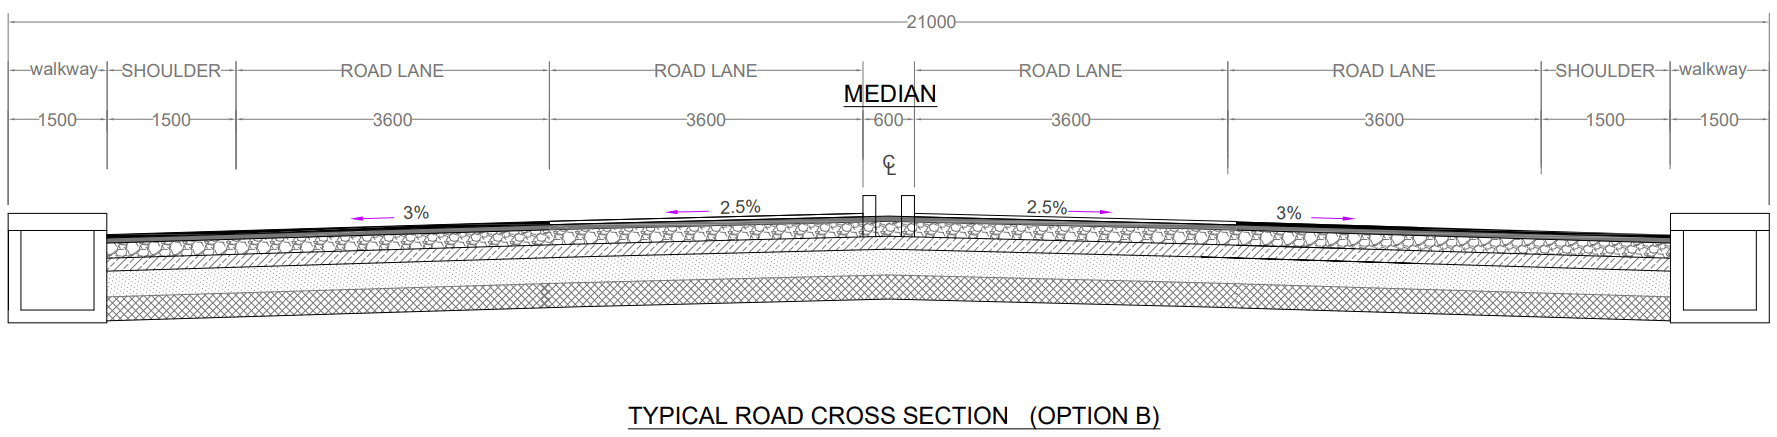 21000
walkway SHOULDER ROAD LANE ROAD LANE ROAD LANE ROAD LANE SHOULDER walkway
MEDIAN
1500 1500 3600 3600 600 3600 3600 1500 1500
℄
3% 2.5% 2.5% 3%
TYPICAL ROAD CROSS SECTION (OPTION B)